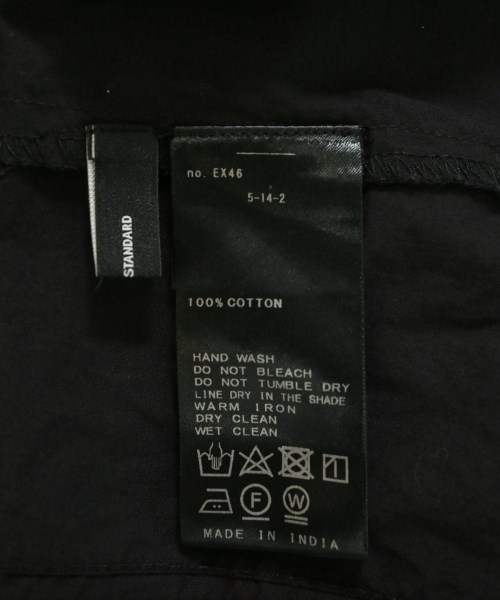 STANDARD
no. EX46
5-14-2
100% COTTON
HAND WASH
DO NOT BLEACH
DO NOT TUMBLE DRY
LINE DRY IN THE SHADE
WARM IRON
DRY CLEAN
WET CLEAN
F
W
MADE IN INDIA